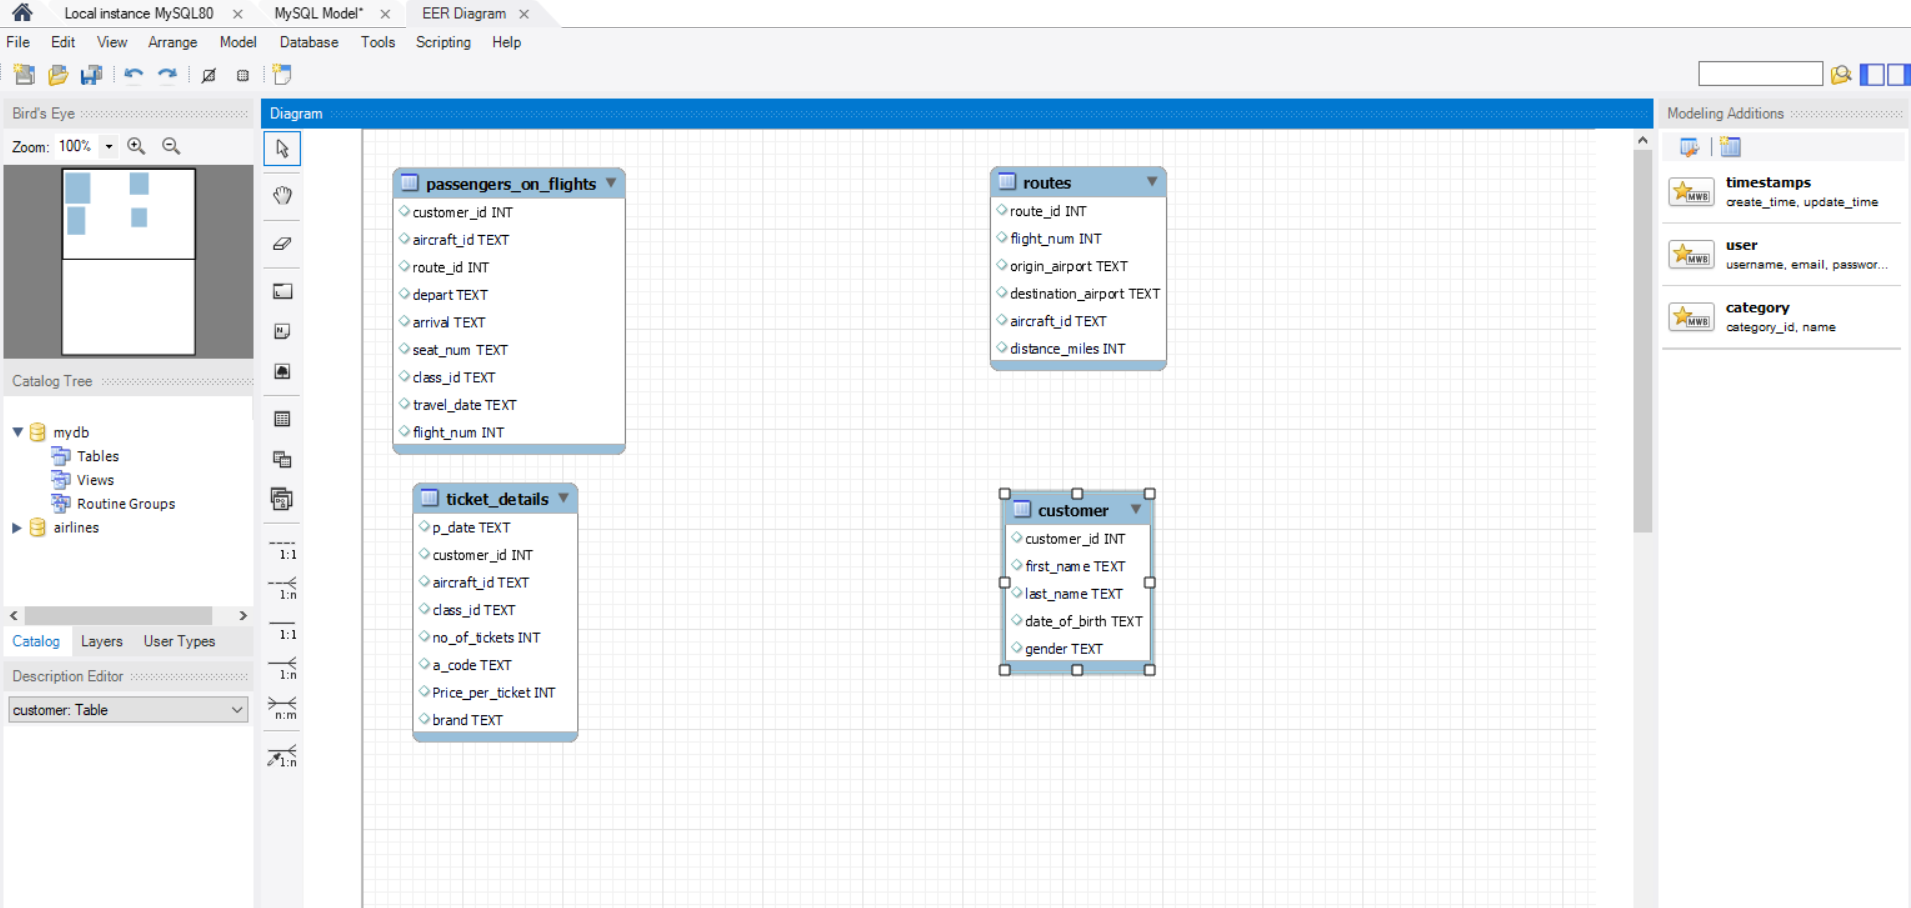 Local instance MySQL80
MySQL Model*
EER Diagram
File Edit View Arrange Model Database Tools Scripting Help
Bird's Eye
Zoom: 100%
Catalog Tree
mydb
Tables
Views
Routine Groups
airlines
Catalog Layers User Types
Description Editor
customer: Table
Diagram
1:1
1:n
1:1
1:n
n:m
1:n
passengers_on_flights
customer_id INT
aircraft_id TEXT
route_id INT
depart TEXT
arrival TEXT
seat_num TEXT
class_id TEXT
travel_date TEXT
flight_num INT
ticket_details
p_date TEXT
customer_id INT
aircraft_id TEXT
class_id TEXT
no_of_tickets INT
a_code TEXT
Price_per_ticket INT
brand TEXT
routes
route_id INT
flight_num INT
origin_airport TEXT
destination_airport TEXT
aircraft_id TEXT
distance_miles INT
customer
customer_id INT
first_name TEXT
last_name TEXT
date_of_birth TEXT
gender TEXT
Modeling Additions
MWB
timestamps
create_time, update_time
MWB
user
username, email, passwor...
MWB
category
category_id, name